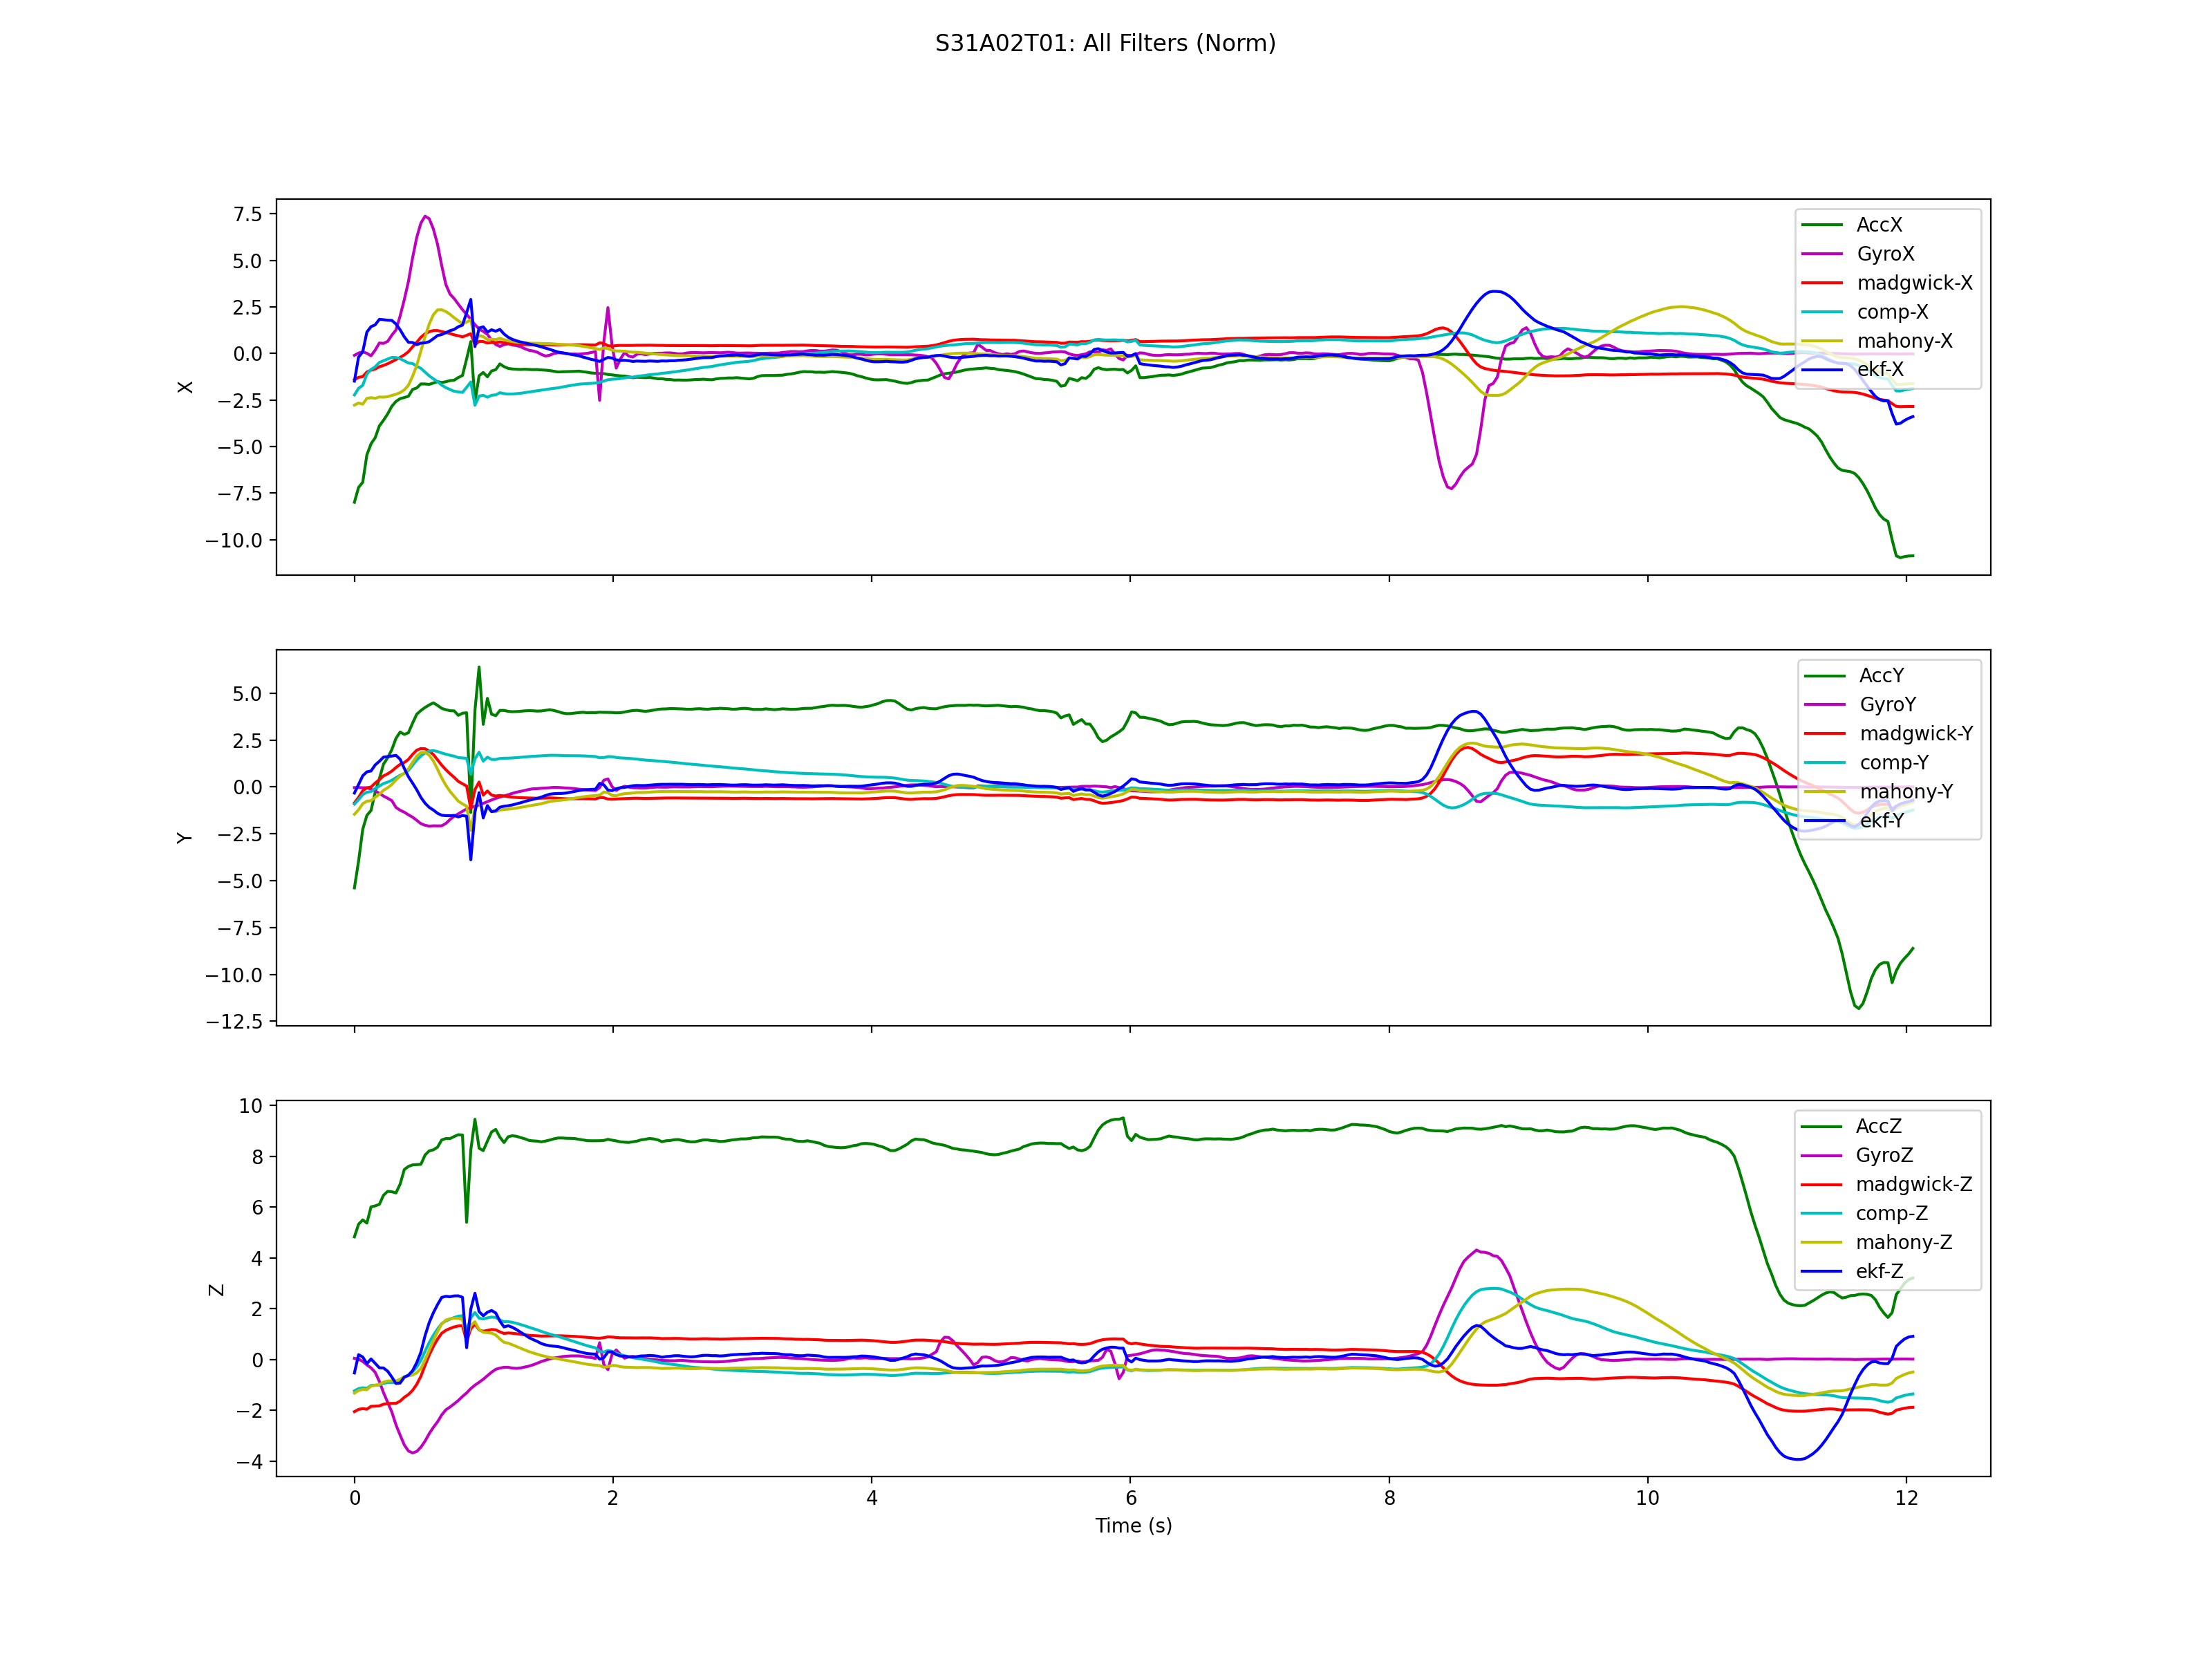 S31A02T01: All Filters (Norm)
7.5
5.0
2.5
0.0
−2.5
−5.0
−7.5
−10.0
X
AccX
GyroX
madgwick-X
comp-X
mahony-X
ekf-X
5.0
2.5
0.0
−2.5
−5.0
−7.5
−10.0
−12.5
Y
AccY
GyroY
madgwick-Y
comp-Y
mahony-Y
ekf-Y
10
8
6
4
2
0
−2
−4
Z
AccZ
GyroZ
madgwick-Z
comp-Z
mahony-Z
ekf-Z
0 2 4 6 8 10 12
Time (s)